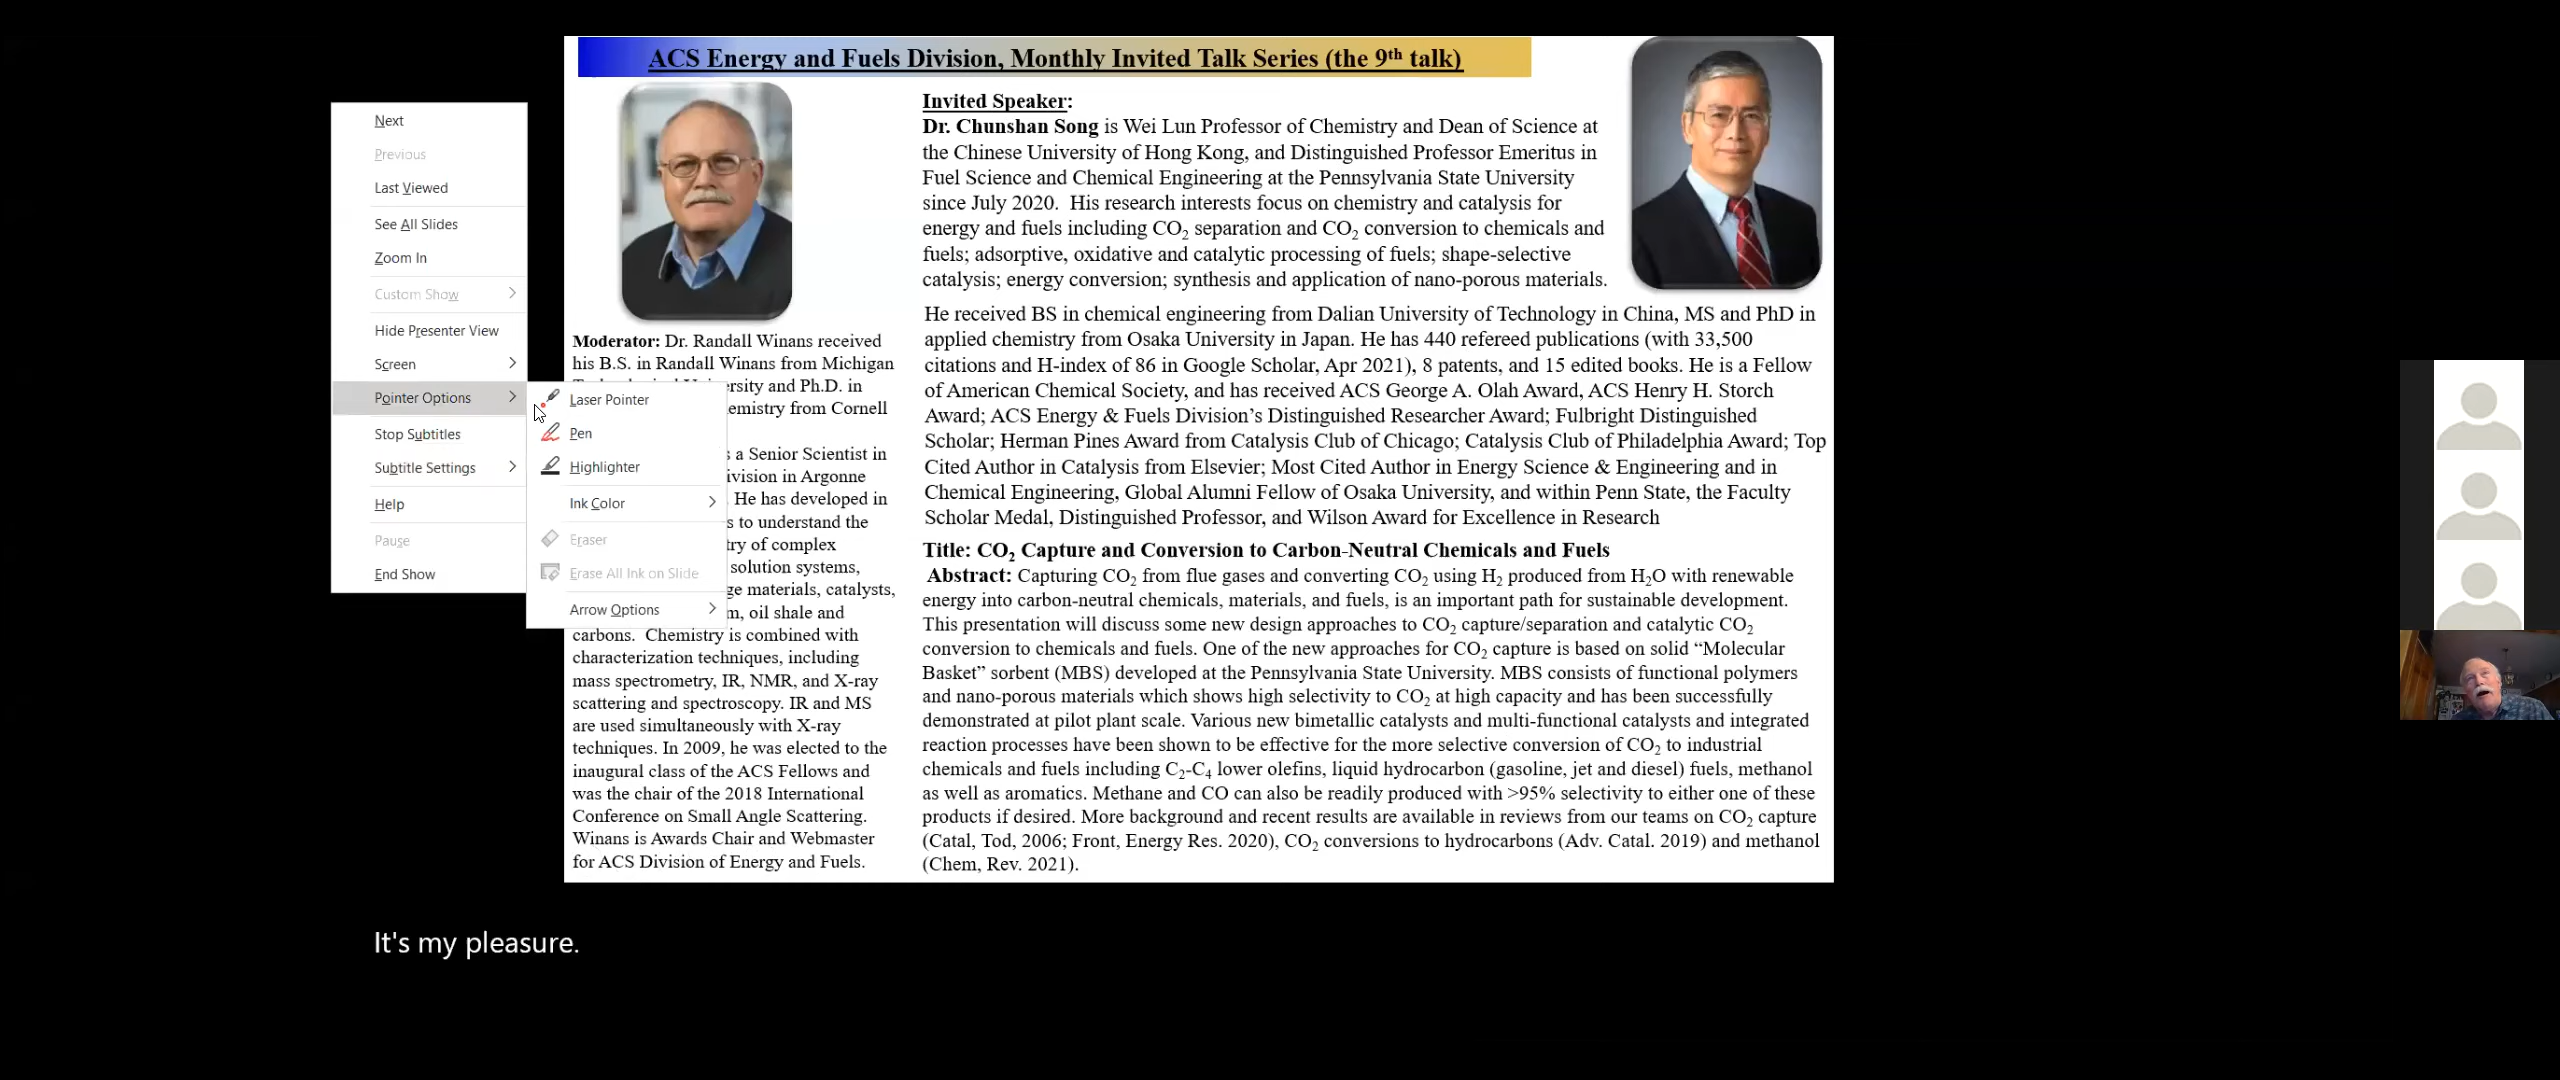 ACS Energy and Fuels Division, Monthly Invited Talk Series (the 9th talk)
Next
Previous
Last Viewed
See All Slides
Zoom In
Custom Show
Hide Presenter View
Screen
Pointer Options
Stop Subtitles
Subtitle Settings
Help
Pause
End Show
Laser Pointer
Pen
Highlighter
Ink Color
Eraser
Erase All Ink on Slide
Arrow Options
Moderator: Dr. Randall Winans received
his B.S. in Randall Winans from Michigan
and Ph.D. in
from Cornell
s a Senior Scientist in
in Argonne
. He has developed in
s to understand the
of complex
solution systems,
materials, catalysts,
, oil shale and
carbons. Chemistry is combined with
characterization techniques, including
mass spectrometry, IR, NMR, and X-ray
scattering and spectroscopy. IR and MS
are used simultaneously with X-ray
techniques. In 2009, he was elected to the
inaugural class of the ACS Fellows and
was the chair of the 2018 International
Conference on Small Angle Scattering.
Winans is Awards Chair and Webmaster
for ACS Division of Energy and Fuels.
Invited Speaker:
Dr. Chunshan Song is Wei Lun Professor of Chemistry and Dean of Science at
the Chinese University of Hong Kong, and Distinguished Professor Emeritus in
Fuel Science and Chemical Engineering at the Pennsylvania State University
since July 2020. His research interests focus on chemistry and catalysis for
energy and fuels including CO₂ separation and CO₂ conversion to chemicals and
fuels; adsorptive, oxidative and catalytic processing of fuels; shape-selective
catalysis; energy conversion; synthesis and application of nano-porous materials.
He received BS in chemical engineering from Dalian University of Technology in China, MS and PhD in
applied chemistry from Osaka University in Japan. He has 440 refereed publications (with 33,500
citations and H-index of 86 in Google Scholar, Apr 2021), 8 patents, and 15 edited books. He is a Fellow
of American Chemical Society, and has received ACS George A. Olah Award, ACS Henry H. Storch
Award; ACS Energy & Fuels Division's Distinguished Researcher Award; Fulbright Distinguished
Scholar; Herman Pines Award from Catalysis Club of Chicago; Catalysis Club of Philadelphia Award; Top
Cited Author in Catalysis from Elsevier; Most Cited Author in Energy Science & Engineering and in
Chemical Engineering, Global Alumni Fellow of Osaka University, and within Penn State, the Faculty
Scholar Medal, Distinguished Professor, and Wilson Award for Excellence in Research
Title: CO₂ Capture and Conversion to Carbon-Neutral Chemicals and Fuels
Abstract: Capturing CO₂ from flue gases and converting CO₂ using H₂ produced from H₂O with renewable
energy into carbon-neutral chemicals, materials, and fuels, is an important path for sustainable development.
This presentation will discuss some new design approaches to CO₂ capture/separation and catalytic CO₂
conversion to chemicals and fuels. One of the new approaches for CO₂ capture is based on solid “Molecular
Basket” sorbent (MBS) developed at the Pennsylvania State University. MBS consists of functional polymers
and nano-porous materials which shows high selectivity to CO₂ at high capacity and has been successfully
demonstrated at pilot plant scale. Various new bimetallic catalysts and multi-functional catalysts and integrated
reaction processes have been shown to be effective for the more selective conversion of CO₂ to industrial
chemicals and fuels including C₂-C₄ lower olefins, liquid hydrocarbon (gasoline, jet and diesel) fuels, methanol
as well as aromatics. Methane and CO can also be readily produced with >95% selectivity to either one of these
products if desired. More background and recent results are available in reviews from our teams on CO₂ capture
(Catal, Tod, 2006; Front, Energy Res. 2020), CO₂ conversions to hydrocarbons (Adv. Catal. 2019) and methanol
(Chem, Rev. 2021).
It's my pleasure.